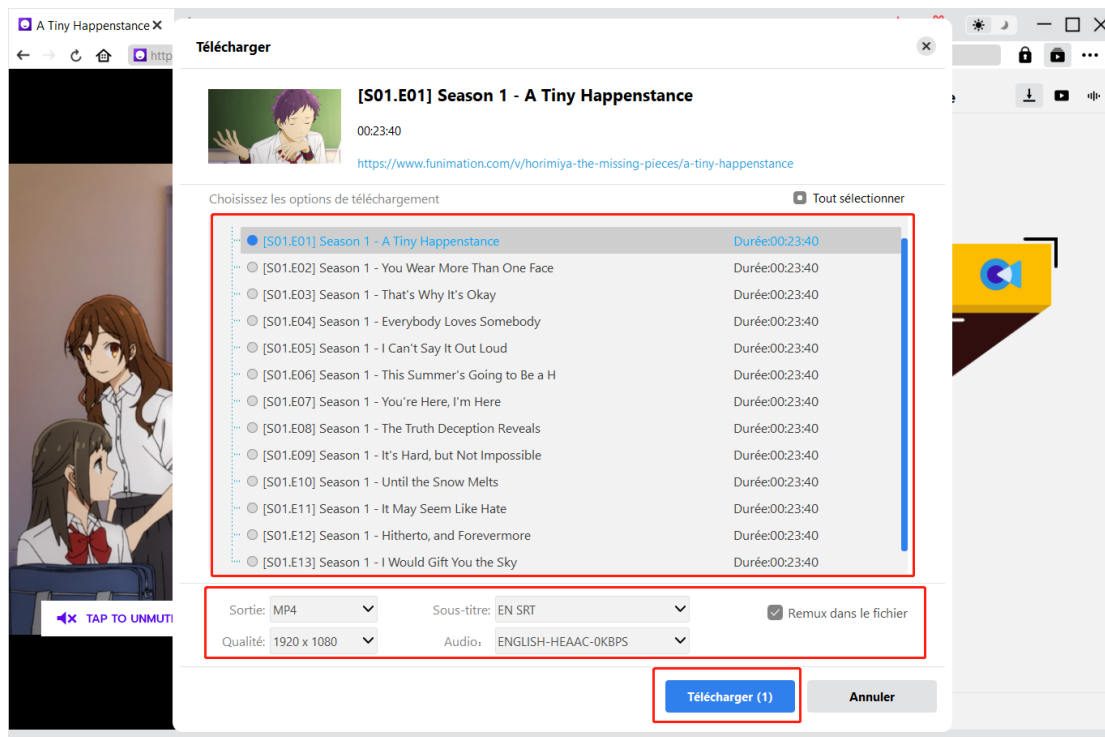 A Tiny Happenstance
http
Télécharger
[S01.E01] Season 1 - A Tiny Happenstance
00:23:40
https://www.funimation.com/v/horimiya-the-missing-pieces/a-tiny-happenstance
Choisissez les options de téléchargement Tout sélectionner
[S01.E01] Season 1 - A Tiny Happenstance Durée:00:23:40
[S01.E02] Season 1 - You Wear More Than One Face Durée:00:23:40
[S01.E03] Season 1 - That's Why It's Okay Durée:00:23:40
[S01.E04] Season 1 - Everybody Loves Somebody Durée:00:23:40
[S01.E05] Season 1 - I Can't Say It Out Loud Durée:00:23:40
[S01.E06] Season 1 - This Summer's Going to Be a H Durée:00:23:40
[S01.E07] Season 1 - You're Here, I'm Here Durée:00:23:40
[S01.E08] Season 1 - The Truth Deception Reveals Durée:00:23:40
[S01.E09] Season 1 - It's Hard, but Not Impossible Durée:00:23:40
[S01.E10] Season 1 - Until the Snow Melts Durée:00:23:40
[S01.E11] Season 1 - It May Seem Like Hate Durée:00:23:40
[S01.E12] Season 1 - Hitherto, and Forevermore Durée:00:23:40
[S01.E13] Season 1 - I Would Gift You the Sky Durée:00:23:40
Sortie: MP4 Sous-titre: EN SRT Remux dans le fichier
Qualité: 1920 x 1080 Audio: ENGLISH-HEAAC-0KBPS
TAP TO UNMUT
Télécharger (1) Annuler